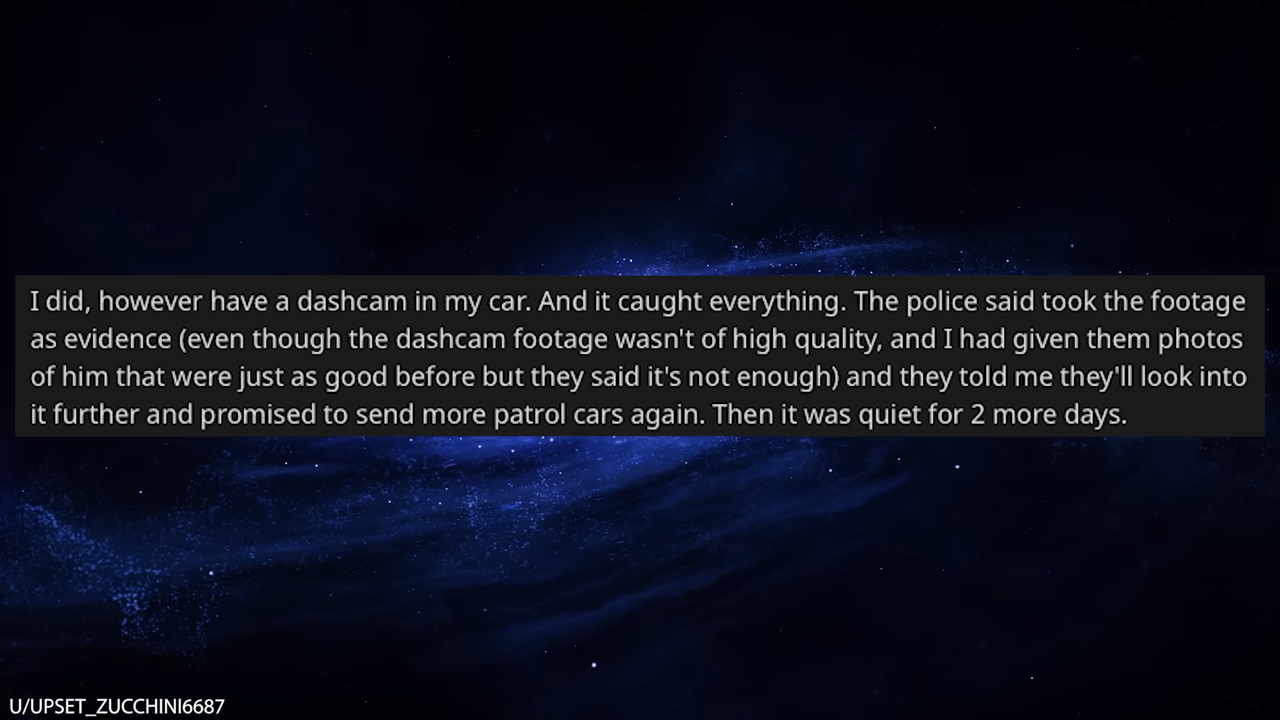 I did, however have a dashcam in my car. And it caught everything. The police said took the footage
as evidence (even though the dashcam footage wasn't of high quality, and I had given them photos
of him that were just as good before but they said it's not enough) and they told me they'll look into
it further and promised to send more patrol cars again. Then it was quiet for 2 more days.
U/UPSET_ZUCCHINI6687